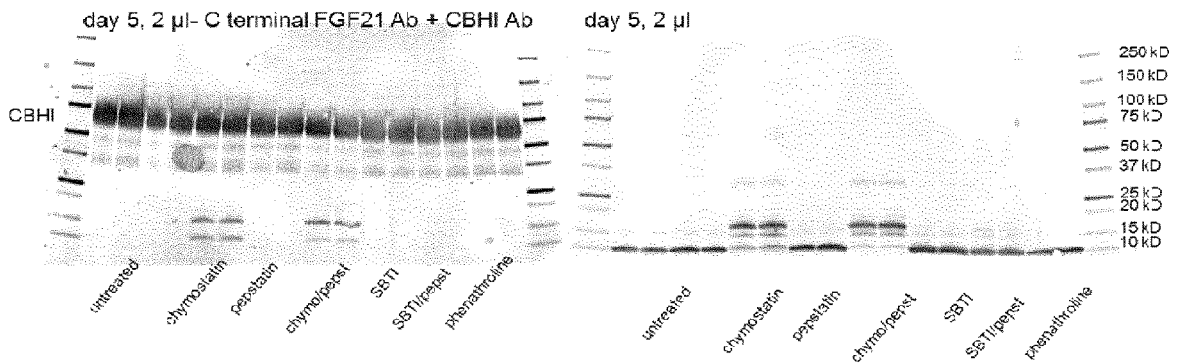 day 5, 2 µl- C terminal FGF21 Ab + CBHI Ab
day 5, 2 µl
CBHI
250 kD
150 kD
100 kD
75 kD
50 kD
37 kD
25 kD
20 kD
15 kD
10 kD
untreated
chymostatin
pepstatin
chymo/pepst
SBTI
SBTI/pepst
phenathroline
untreated
chymostatin
pepstatin
chymo/pepst
SBTI
SBTI/pepst
phenathroline